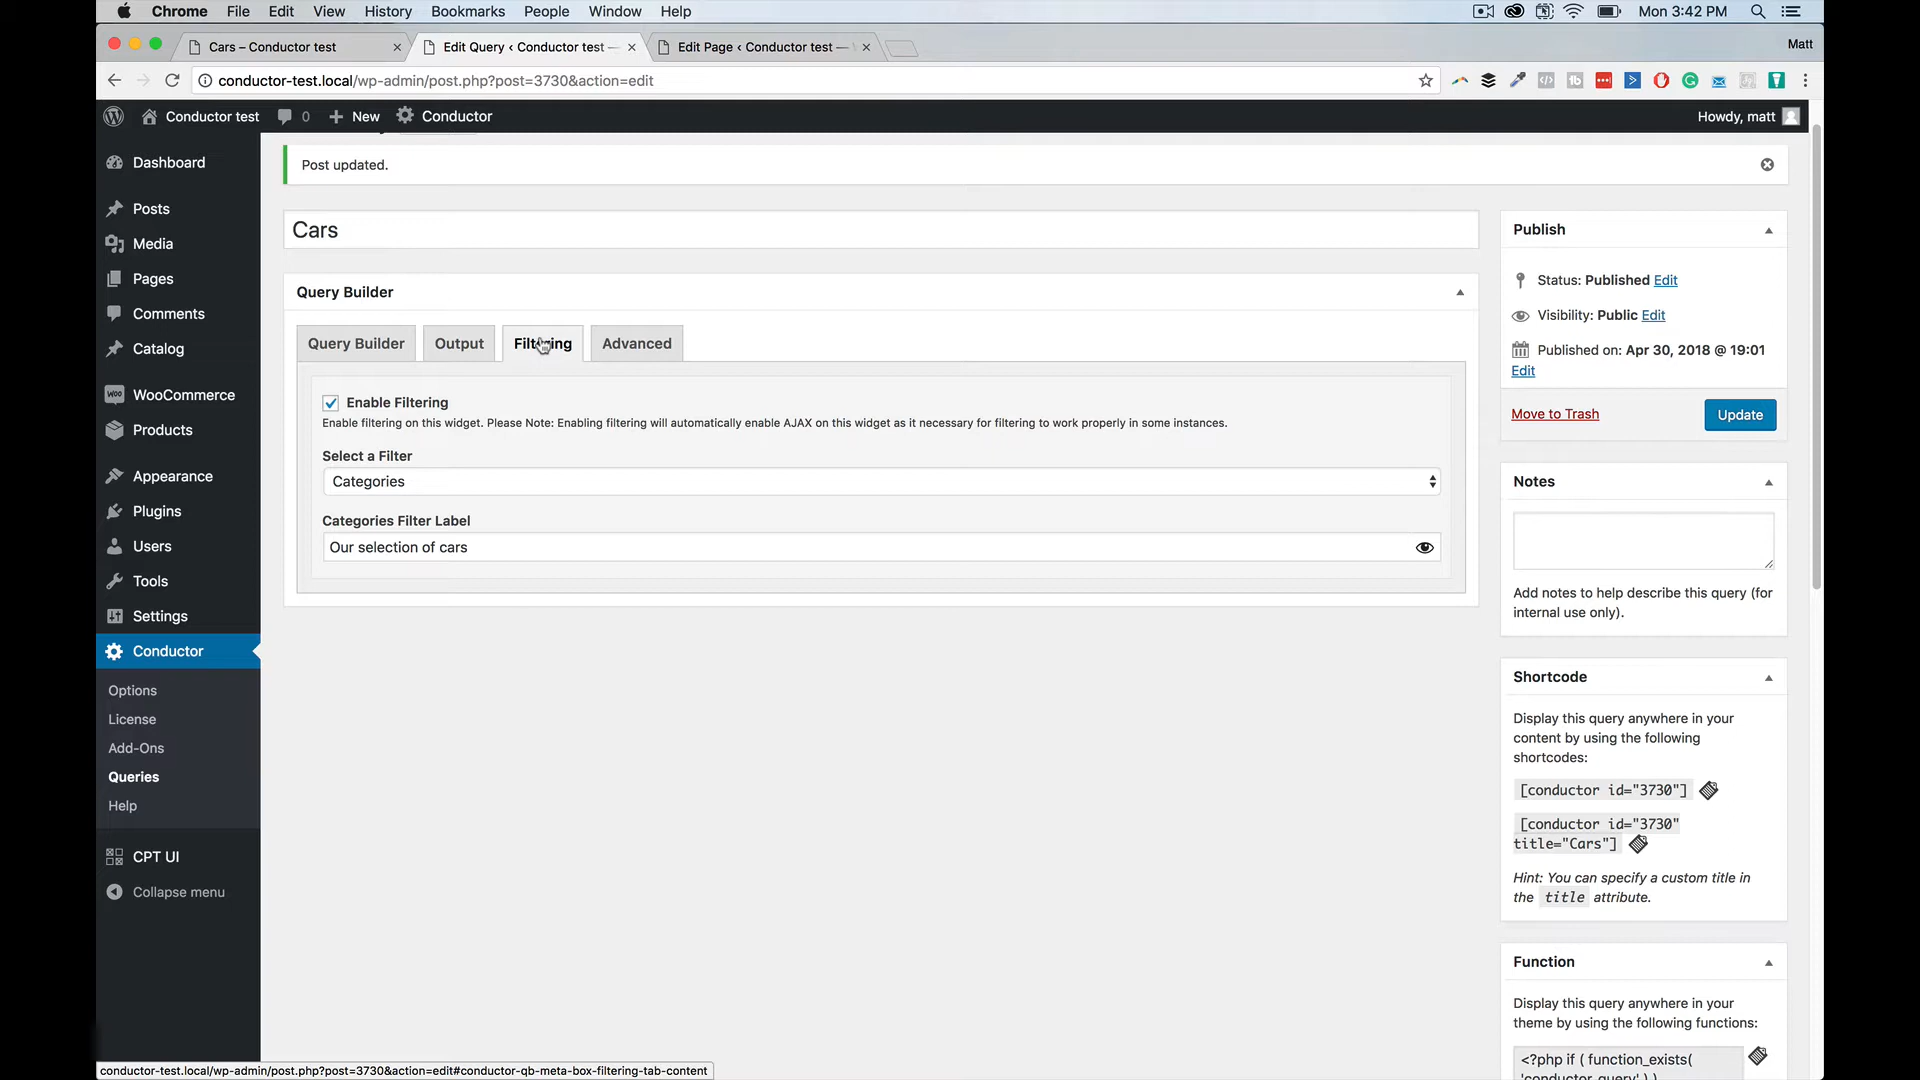 Chrome File Edit View History Bookmarks People Window Help Mon 3:42 PM
Cars – Conductor test
Edit Query ‹ Conductor test —
Edit Page ‹ Conductor test —
Matt
conductor-test.local/wp-admin/post.php?post=3730&action=edit
Conductor test 0 New Conductor Howdy, matt
Dashboard
Posts
Media
Pages
Comments
Catalog
WooCommerce
Products
Appearance
Plugins
Users
Tools
Settings
Conductor
Options
License
Add-Ons
Queries
Help
CPT UI
Collapse menu
Post updated.
Cars
Query Builder
Query Builder Output Filtering Advanced
Enable Filtering
Enable filtering on this widget. Please Note: Enabling filtering will automatically enable AJAX on this widget as it necessary for filtering to work properly in some instances.
Select a Filter
Categories
Categories Filter Label
Our selection of cars
Publish
Status: Published Edit
Visibility: Public Edit
Published on: Apr 30, 2018 @ 19:01
Edit
Move to Trash Update
Notes
Add notes to help describe this query (for
internal use only).
Shortcode
Display this query anywhere in your
content by using the following
shortcodes:
[conductor id="3730"]
[conductor id="3730"
title="Cars"]
Hint: You can specify a custom title in
the title attribute.
Function
Display this query anywhere in your
theme by using the following functions:
<?php if ( function_exists(
'conductor_query' ) )
conductor-test.local/wp-admin/post.php?post=3730&action=edit#conductor-qb-meta-box-filtering-tab-content